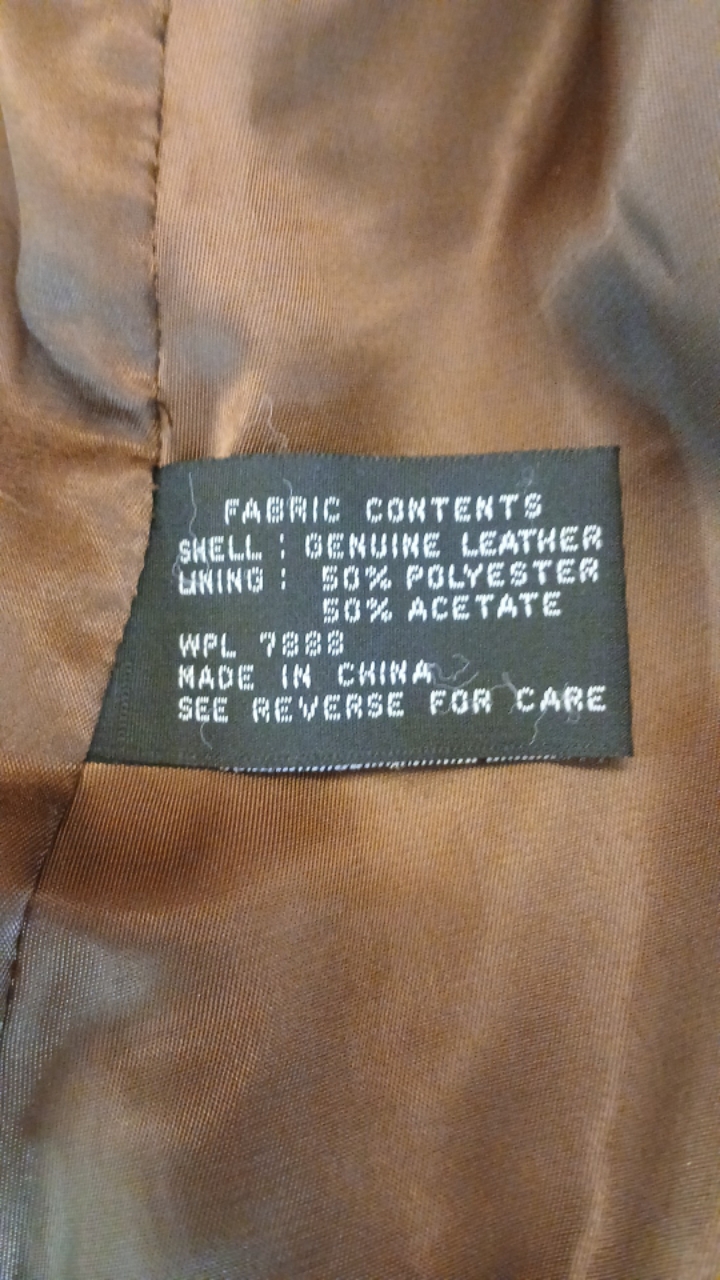 FABRIC CONTENTS
SHELL : GENUINE LEATHER
LINING : 50% POLYESTER
50% ACETATE
WPL 7888
MADE IN CHINA
SEE REVERSE FOR CARE